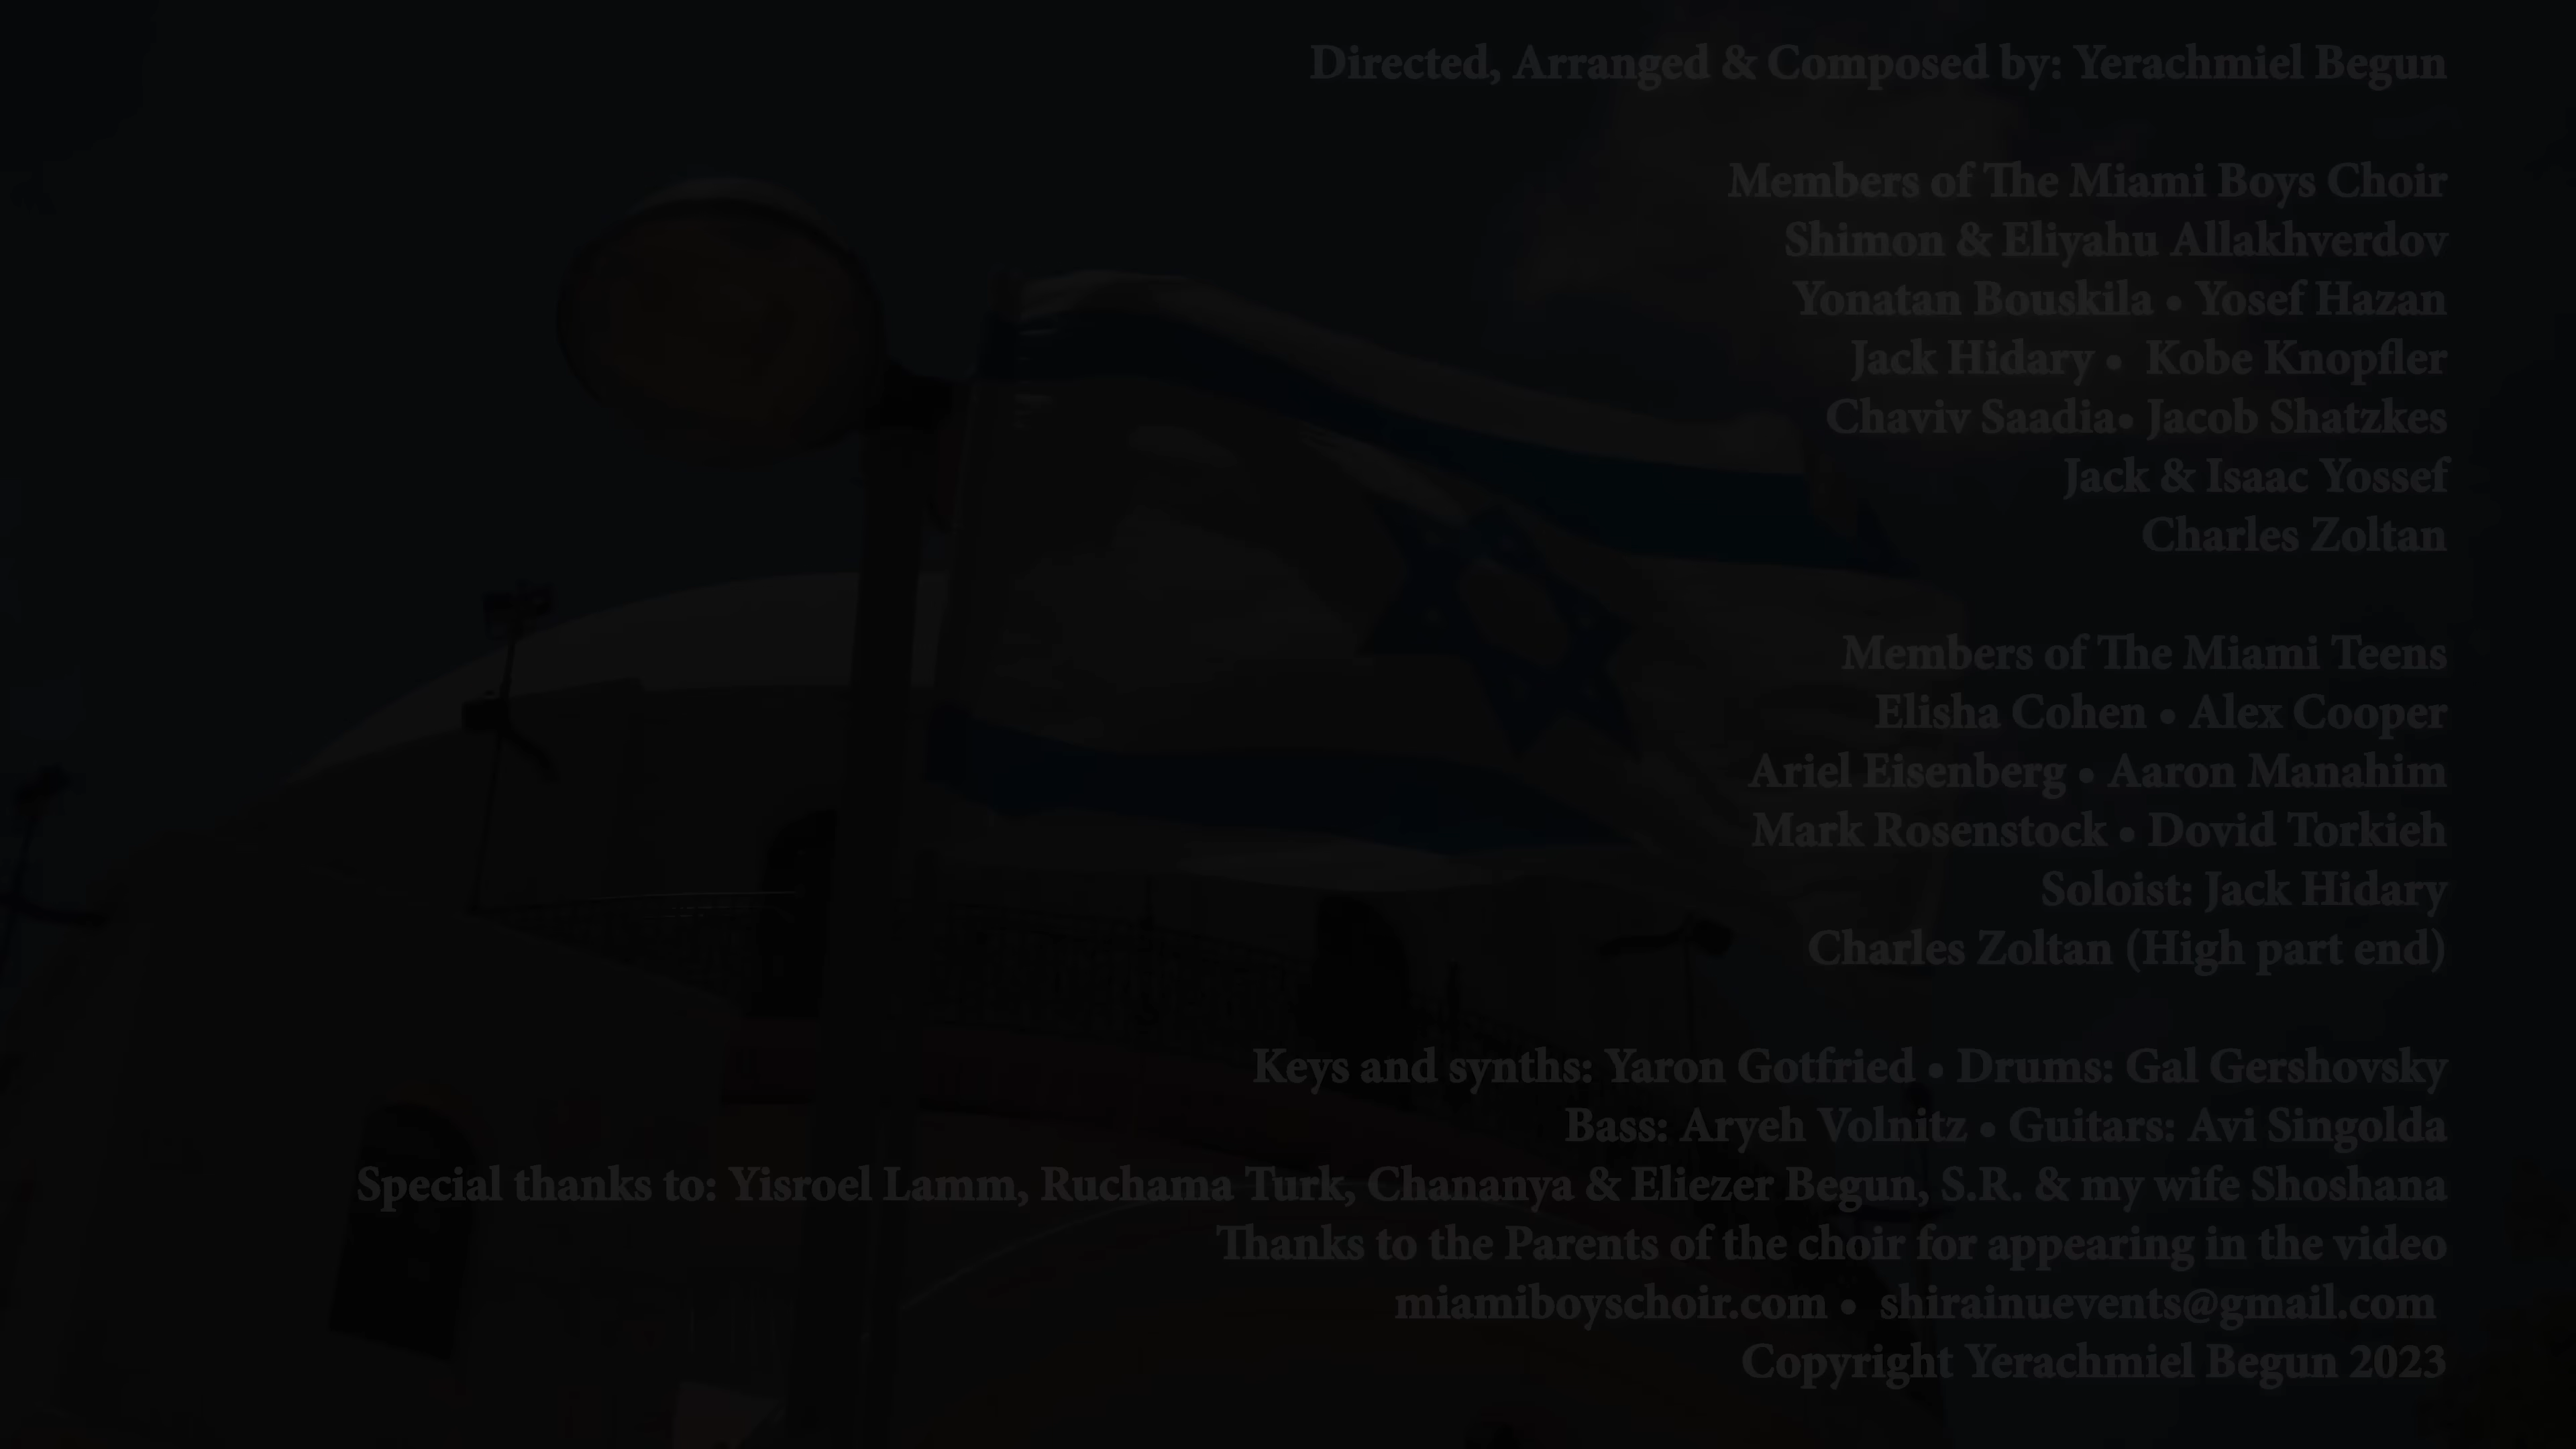 Directed, Arranged & Composed by: Yerachmiel Begun
Members of The Miami Boys Choir
Shimon & Eliyahu Allakhverdov
Yonatan Bouskila • Yosef Hazan
Jack Hidary • Kobe Knopfler
Chaviv Saadia• Jacob Shatzkes
Jack & Isaac Yossef
Charles Zoltan
Members of The Miami Teens
Elisha Cohen • Alex Cooper
Ariel Eisenberg • Aaron Manahim
Mark Rosenstock • Dovid Torkieh
Soloist: Jack Hidary
Charles Zoltan (High part end)
Keys and synths: Yaron Gotfried • Drums: Gal Gershovsky
Bass: Aryeh Volnitz • Guitars: Avi Singolda
Special thanks to: Yisroel Lamm, Ruchama Turk, Chananya & Eliezer Begun, S.R. & my wife Shoshana
Thanks to the Parents of the choir for appearing in the video
miamiboyschoir.com • shirainuevents@gmail.com
Copyright Yerachmiel Begun 2023